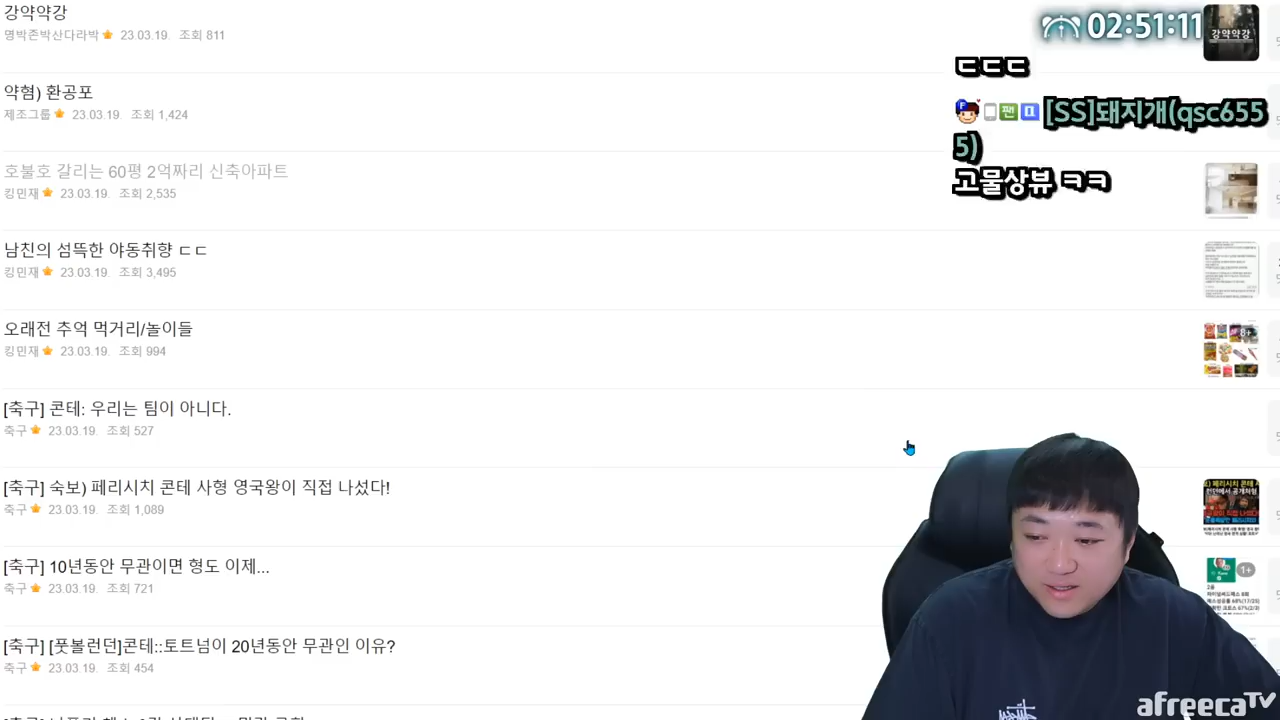 강약약강
명박존박산다라박 23.03.19. 조회 811
02:51:11
강약약강
ㄷㄷㄷ
약혐) 환공포
제조그룹 23.03.19. 조회 1,424
짼
[SS]돼지개(qsc655
5)
고물상뷰 ㅋㅋ
호불호 갈리는 60평 2억짜리 신축아파트
킹민재 23.03.19. 조회 2,535
남친의 섬뜩한 야동취향 ㄷㄷ
킹민재 23.03.19. 조회 3,495
오래전 추억 먹거리/놀이들
킹민재 23.03.19. 조회 994
8+
[축구] 콘테: 우리는 팀이 아니다.
축구 23.03.19. 조회 527
[축구] 속보) 페리시치 콘테 사형 영국왕이 직접 나섰다!
축구 23.03.19. 조회 1,089
[축구] 10년동안 무관이면 형도 이제...
축구 23.03.19. 조회 721
1+
[축구] [풋볼런던]콘테::토트넘이 20년동안 무관인 이유?
축구 23.03.19. 조회 454
afreecaTV